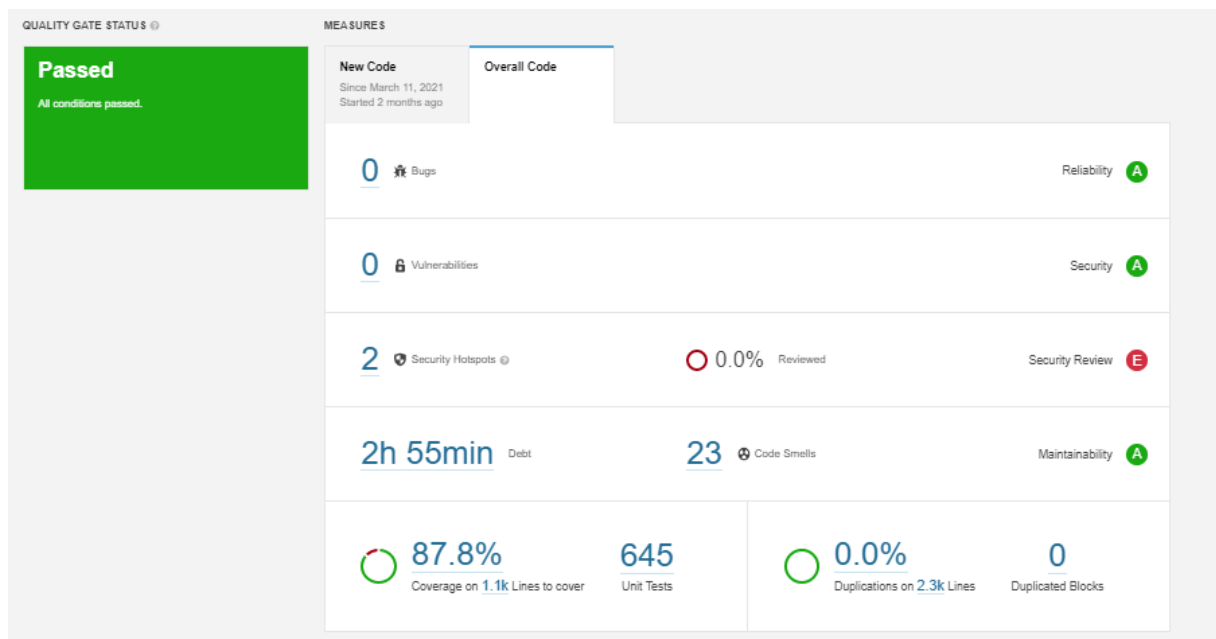 QUALITY GATE STATUS
MEASURES
Passed
All conditions passed.
New Code
Since March 11, 2021
Started 2 months ago
Overall Code
0 Bugs
Reliability A
0 Vulnerabilities
Security A
2 Security Hotspots
0.0% Reviewed
Security Review E
2h 55min Debt
23 Code Smells
Maintainability A
87.8%
Coverage on 1.1k Lines to cover
645
Unit Tests
0.0%
Duplications on 2.3k Lines
0
Duplicated Blocks